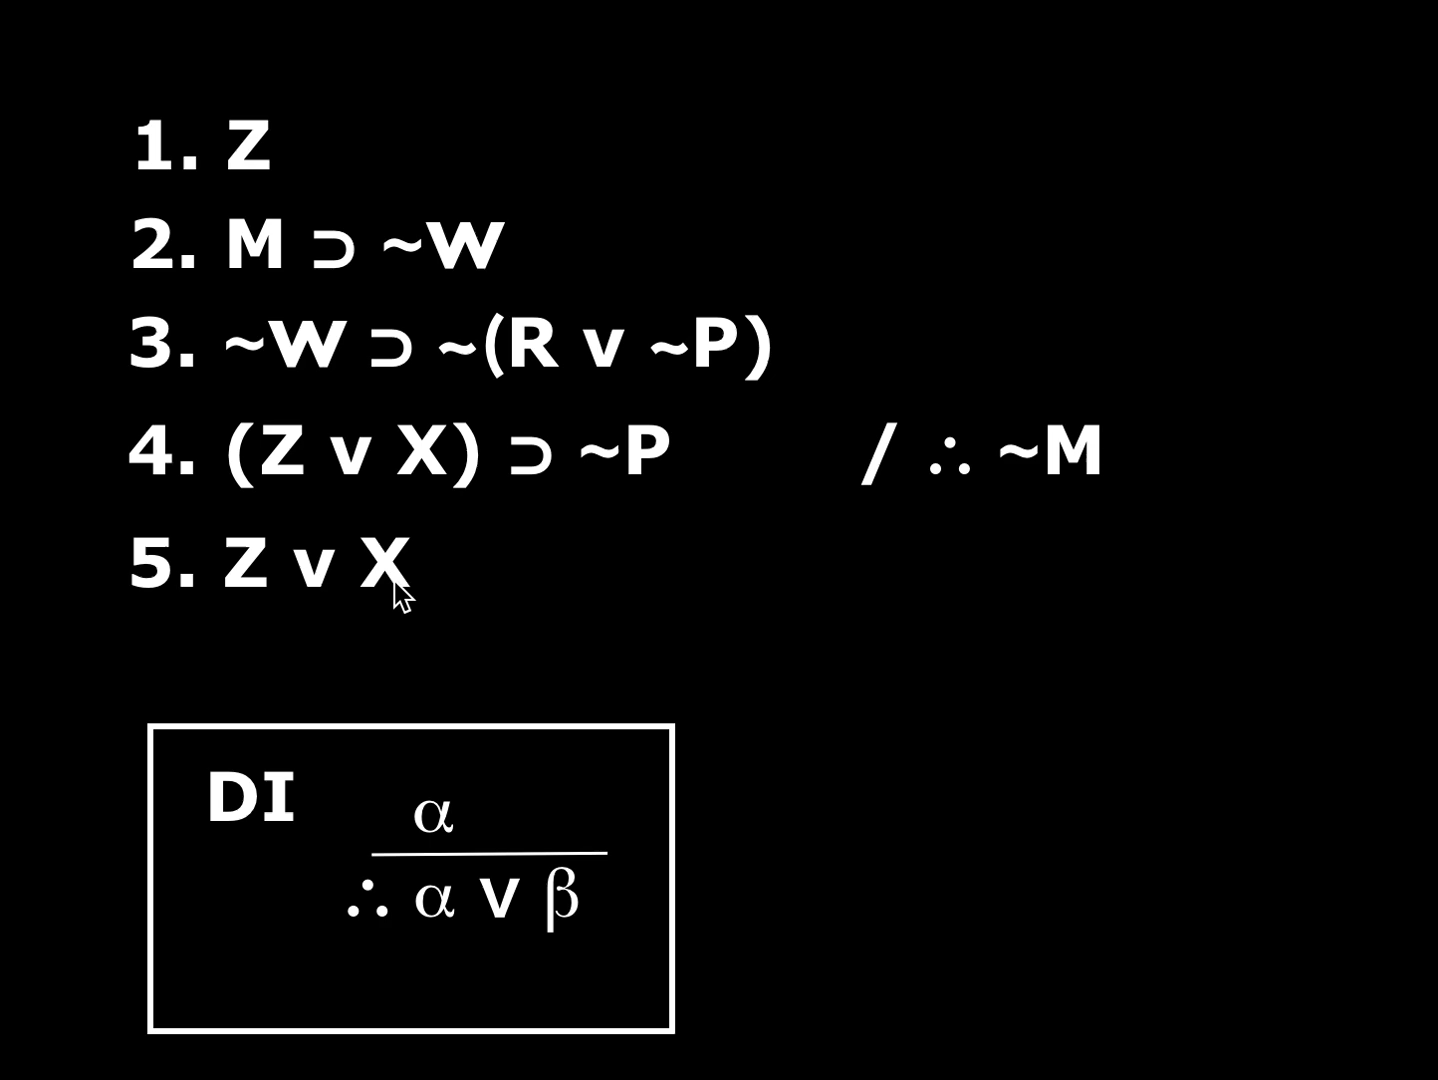 1. Z
2. M ⊃ ~W
3. ~W ⊃ ~(R v ~P)
4. (Z v X) ⊃ ~P / ∴ ~M
5. Z v X
DI
α
∴ α v β